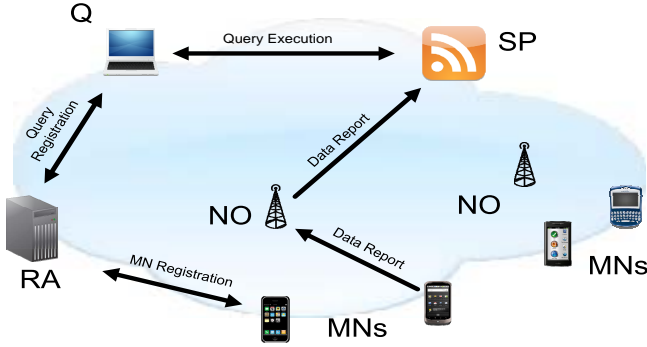 Q
Query Execution
SP
Query
Registration
Data Report
NO
NO
Data Report
MN Registration
RA
MNs
MNs